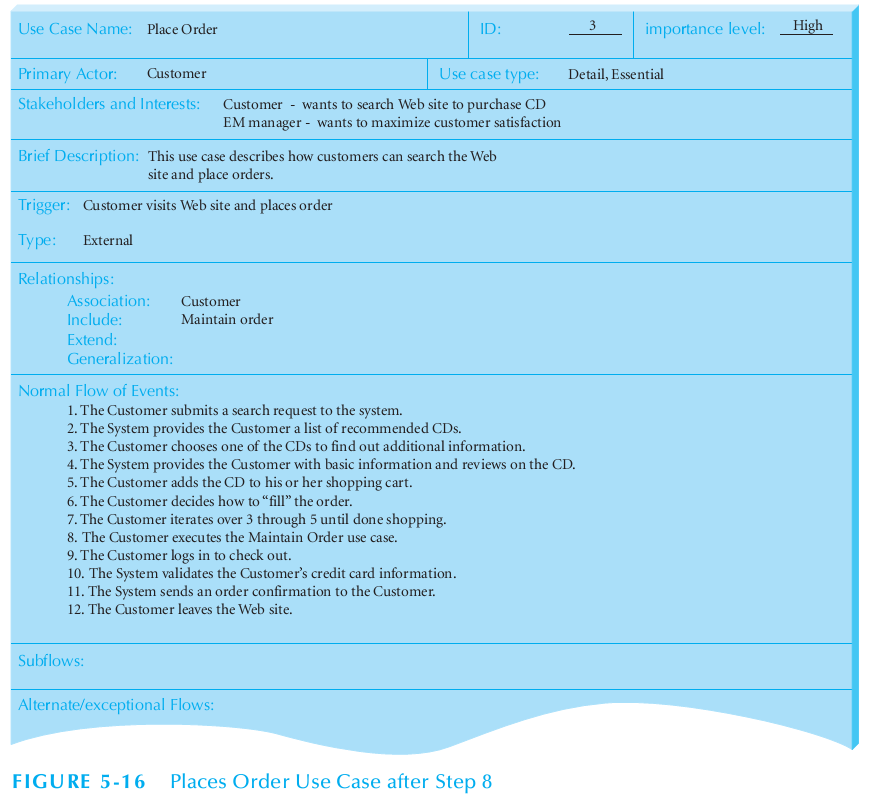 Use Case Name: Place Order ID: 3 importance level: High
Primary Actor: Customer Use case type: Detail, Essential
Stakeholders and Interests: Customer - wants to search Web site to purchase CD
EM manager - wants to maximize customer satisfaction
Brief Description: This use case describes how customers can search the Web
site and place orders.
Trigger: Customer visits Web site and places order
Type: External
Relationships:
Association: Customer
Include: Maintain order
Extend:
Generalization:
Normal Flow of Events:
1. The Customer submits a search request to the system.
2. The System provides the Customer a list of recommended CDs.
3. The Customer chooses one of the CDs to find out additional information.
4. The System provides the Customer with basic information and reviews on the CD.
5. The Customer adds the CD to his or her shopping cart.
6. The Customer decides how to “fill” the order.
7. The Customer iterates over 3 through 5 until done shopping.
8. The Customer executes the Maintain Order use case.
9. The Customer logs in to check out.
10. The System validates the Customer’s credit card information.
11. The System sends an order confirmation to the Customer.
12. The Customer leaves the Web site.
Subflows:
Alternate/exceptional Flows:
FIGURE 5-16 Places Order Use Case after Step 8